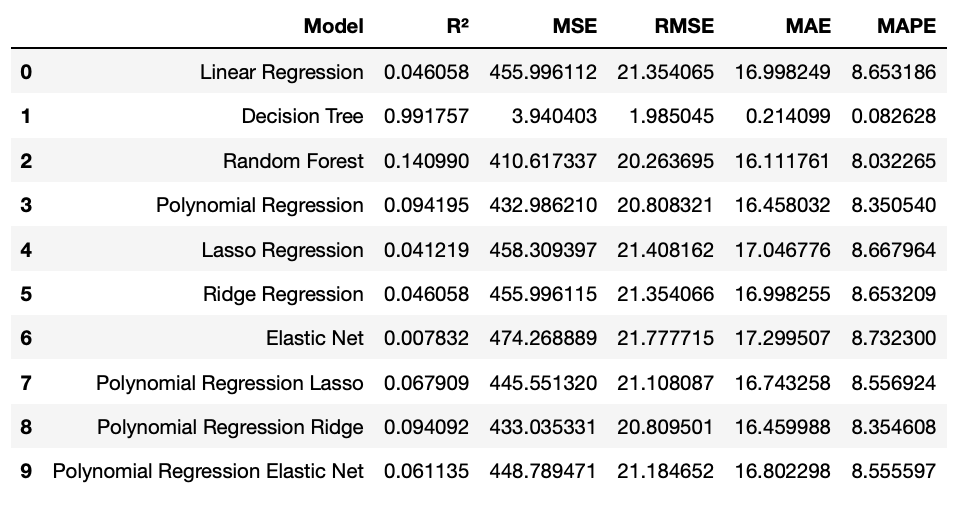 Model R² MSE RMSE MAE MAPE
0 Linear Regression 0.046058 455.996112 21.354065 16.998249 8.653186
1 Decision Tree 0.991757 3.940403 1.985045 0.214099 0.082628
2 Random Forest 0.140990 410.617337 20.263695 16.111761 8.032265
3 Polynomial Regression 0.094195 432.986210 20.808321 16.458032 8.350540
4 Lasso Regression 0.041219 458.309397 21.408162 17.046776 8.667964
5 Ridge Regression 0.046058 455.996115 21.354066 16.998255 8.653209
6 Elastic Net 0.007832 474.268889 21.777715 17.299507 8.732300
7 Polynomial Regression Lasso 0.067909 445.551320 21.108087 16.743258 8.556924
8 Polynomial Regression Ridge 0.094092 433.035331 20.809501 16.459988 8.354608
9 Polynomial Regression Elastic Net 0.061135 448.789471 21.184652 16.802298 8.555597